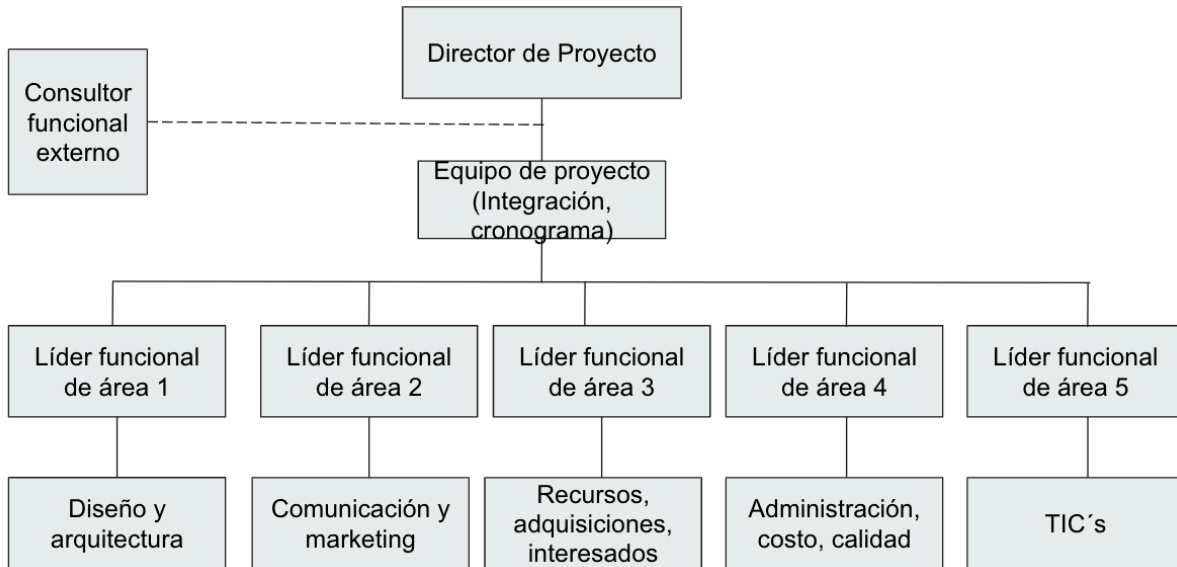 Director de Proyecto
Consultor
funcional
externo
Equipo de proyecto
(Integración,
cronograma)
Líder funcional
de área 1
Líder funcional
de área 2
Líder funcional
de área 3
Líder funcional
de área 4
Líder funcional
de área 5
Diseño y
arquitectura
Comunicación y
marketing
Recursos,
adquisiciones,
interesados
Administración,
costo, calidad
TIC´s